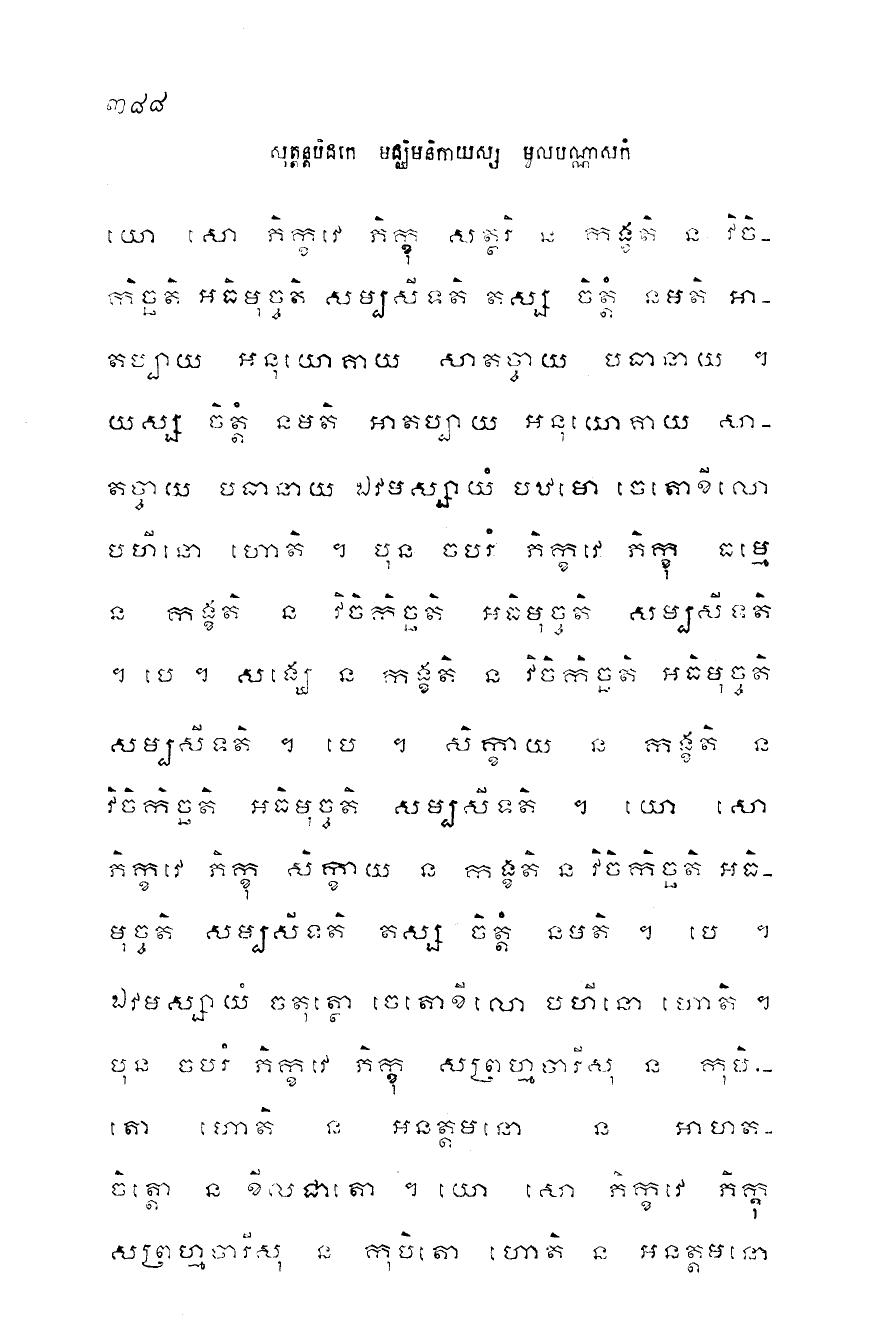 ៣៨៨
សុត្តន្តបិដកេ មជ្ឈិមនិកាយស្ស មូលបណ្ណាសកំ
យោ សោ ភិក្ខវេ ភិក្ខុ សត្ថរិ ន កង្ខតិ ន វិចិ-
កិច្ឆតិ អធិមុច្ចតិ សម្បសីទតិ តស្ស ចិត្តំ នមតិ អា-
តប្បាយ អនុយោគាយ សាតច្ចាយ បធានាយ ។
យស្ស ចិត្តំ នមតិ អាតប្បាយ អនុយោគាយ សា-
តច្ចាយ បធានាយ ឯវមស្សាយំ បឋមោ ចេតោខីលោ
បហីនោ ហោតិ ។ បុន ចបរំ ភិក្ខវេ ភិក្ខុ ធម្មេ
ន កង្ខតិ ន វិចិកិច្ឆតិ អធិមុច្ចតិ សម្បសីទតិ
។ បេ ។ សង្ឃេ ន កង្ខតិ ន វិចិកិច្ឆតិ អធិមុច្ចតិ
សម្បសីទតិ ។ បេ ។ សិក្ខាយ ន កង្ខតិ ន
វិចិកិច្ឆតិ អធិមុច្ចតិ សម្បសីទតិ ។ យោ សោ
ភិក្ខវេ ភិក្ខុ សិក្ខាយ ន កង្ខតិ ន វិចិកិច្ឆតិ អធិ-
មុច្ចតិ សម្បសីទតិ តស្ស ចិត្តំ នមតិ ។ បេ ។
ឯវមស្សាយំ ចតុត្ថោ ចេតោខីលោ បហីនោ ហោតិ ។
បុន ចបរំ ភិក្ខវេ ភិក្ខុ សព្រហ្មចារីសុ ន កុបិ-
តោ ហោតិ ន អនត្តមនោ ន អាហត-
ចិត្តោ ន ខីលជាតោ ។ យោ សោ ភិក្ខវេ ភិក្ខុ
សព្រហ្មចារីសុ ន កុបិតោ ហោតិ ន អនត្តមនោ